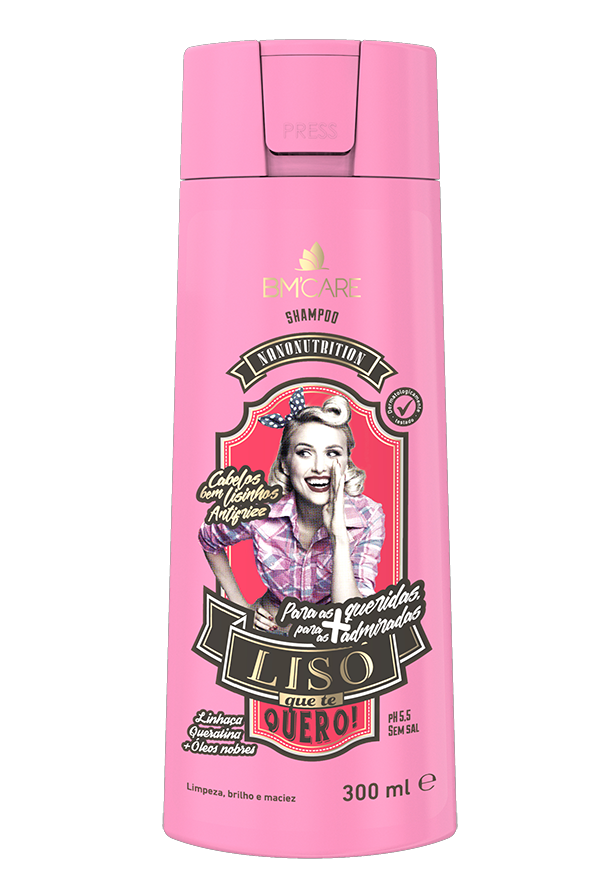 PRESS
BM'CARE
SHAMPOO
NANONUTRITION
Dermatologicamente
testado
Cabelos
bem lisinhos
Antifrizz
Para as queridas,
para as + admiradas
LISO
que te
QUERO!
Linhaça
Queratina
+Óleos nobres
pH 5,5
SEM SAL
Limpeza, brilho e maciez
300 ml ℮